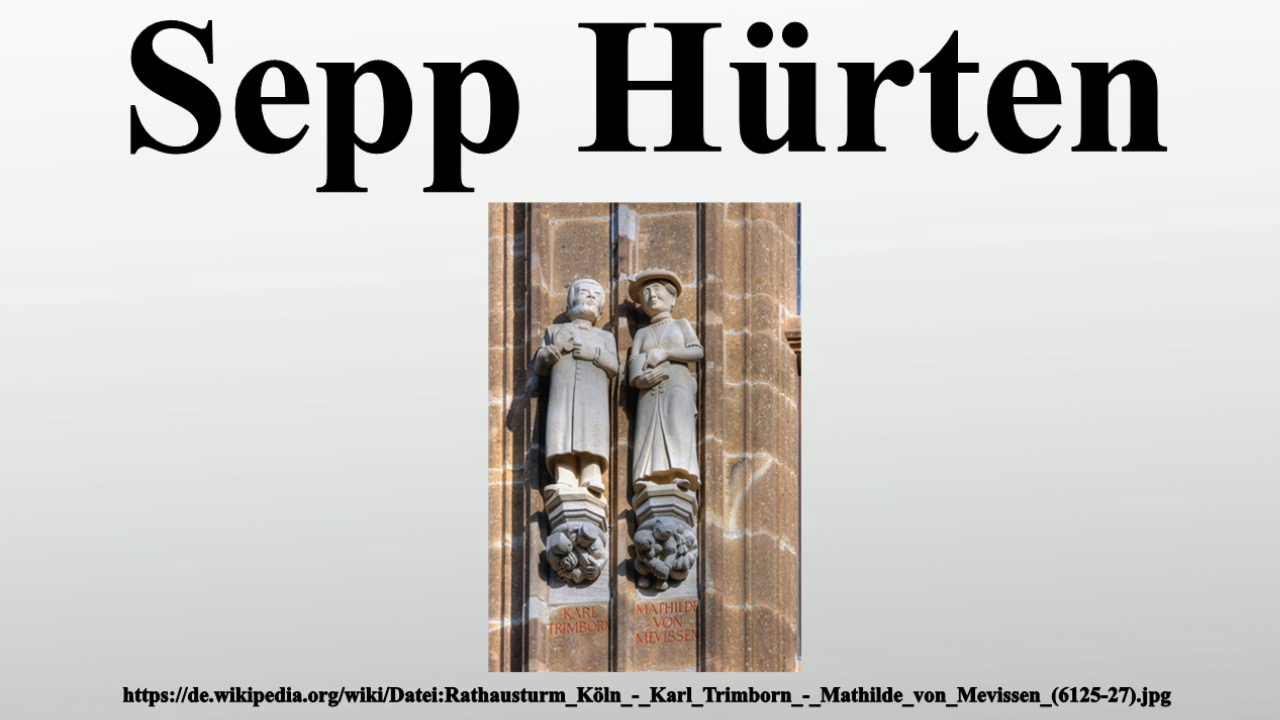 Sepp Hürten
KARL
TRIMBORN
MATHILDE
VON
MEVISSEN
https://de.wikipedia.org/wiki/Datei:Rathausturm_Köln_-_Karl_Trimborn_-_Mathilde_von_Mevissen_(6125-27).jpg